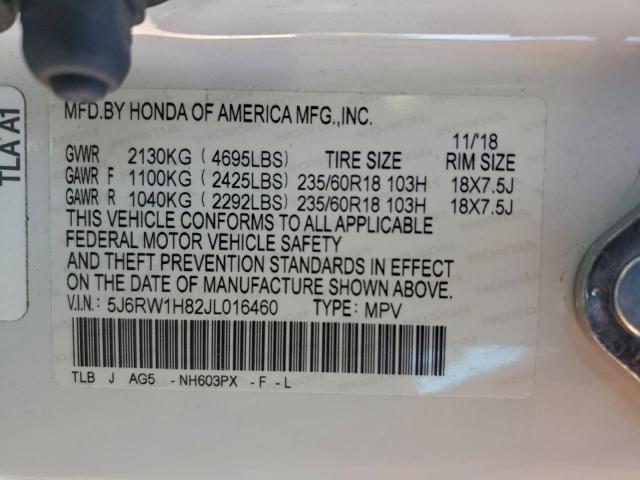 TLA A1
MFD.BY HONDA OF AMERICA MFG.,INC.
11/'18
GVWR 2130KG ( 4695LBS) TIRE SIZE RIM SIZE
GAWR F 1100KG ( 2425LBS) 235/60R18 103H 18X7.5J
GAWR R 1040KG ( 2292LBS) 235/60R18 103H 18X7.5J
THIS VEHICLE CONFORMS TO ALL APPLICABLE
FEDERAL MOTOR VEHICLE SAFETY
AND THEFT PREVENTION STANDARDS IN EFFECT
ON THE DATE OF MANUFACTURE SHOWN ABOVE.
V.I.N.: 5J6RW1H82JL016460 TYPE: MPV
TLB J AG5 -NH603PX -F -L